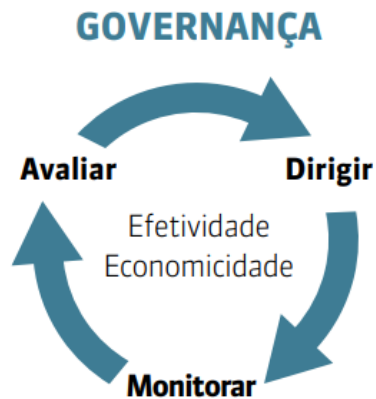 GOVERNANÇA
Avaliar
Dirigir
Efetividade
Economicidade
Monitorar